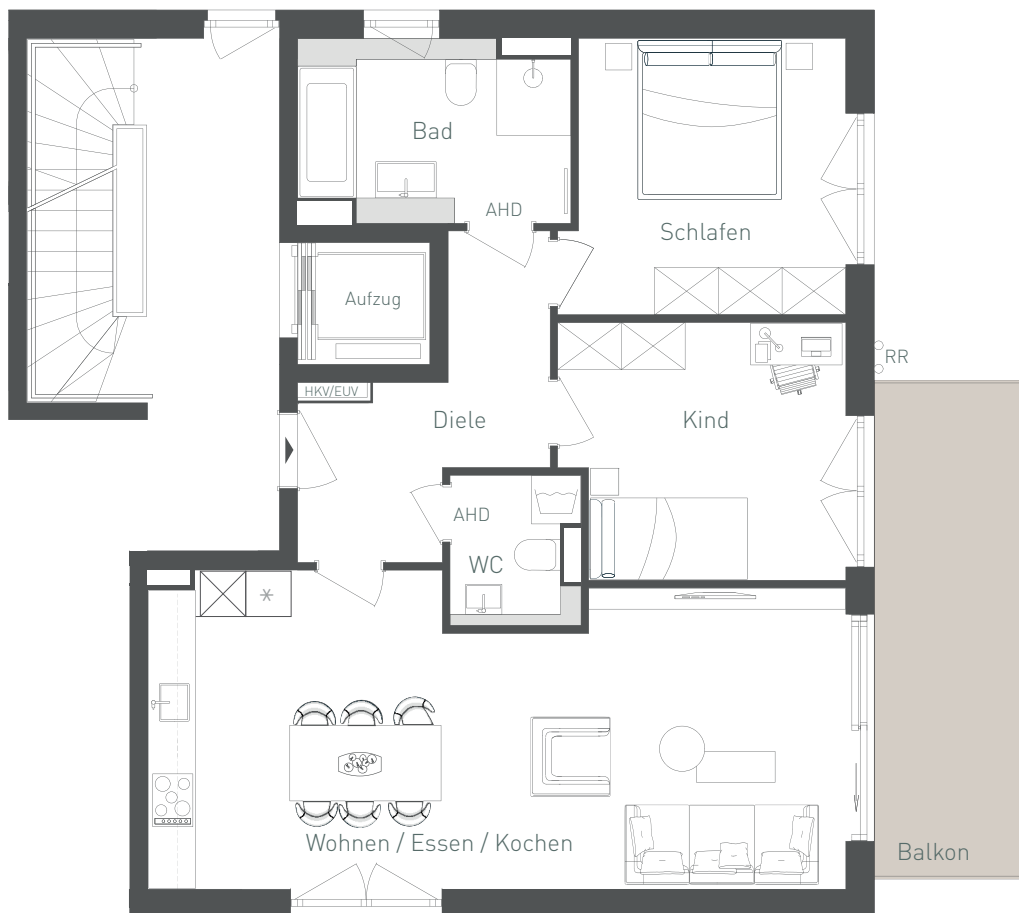 Bad
AHD
Schlafen
Aufzug
RR
HKV/EUV
Diele
Kind
AHD
WC
Wohnen / Essen / Kochen
Balkon